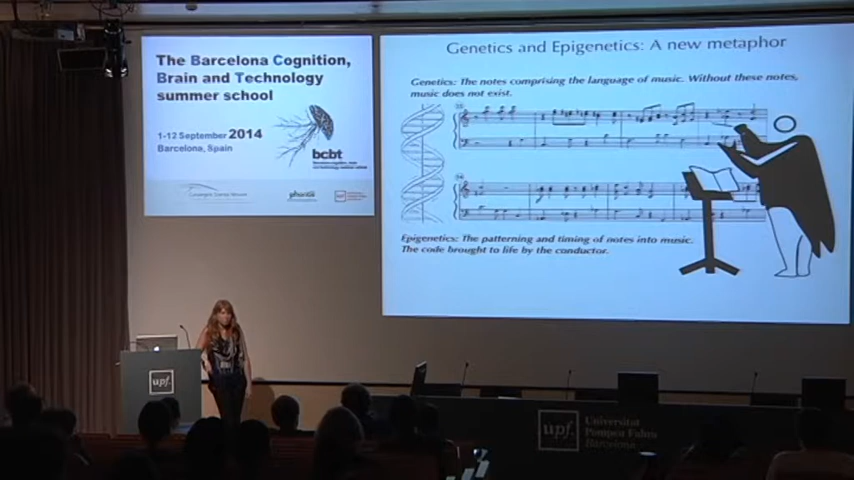 The Barcelona Cognition,
Brain and Technology
summer school
1-12 September 2014
Barcelona, Spain
bcbt
Genetics and Epigenetics: A new metaphor
Genetics: The notes comprising the language of music. Without these notes,
music does not exist.
Epigenetics: The patterning and timing of notes into music.
The code brought to life by the conductor.
upf.
upf.
Universitat
Pompeu Fabra
Barcelona